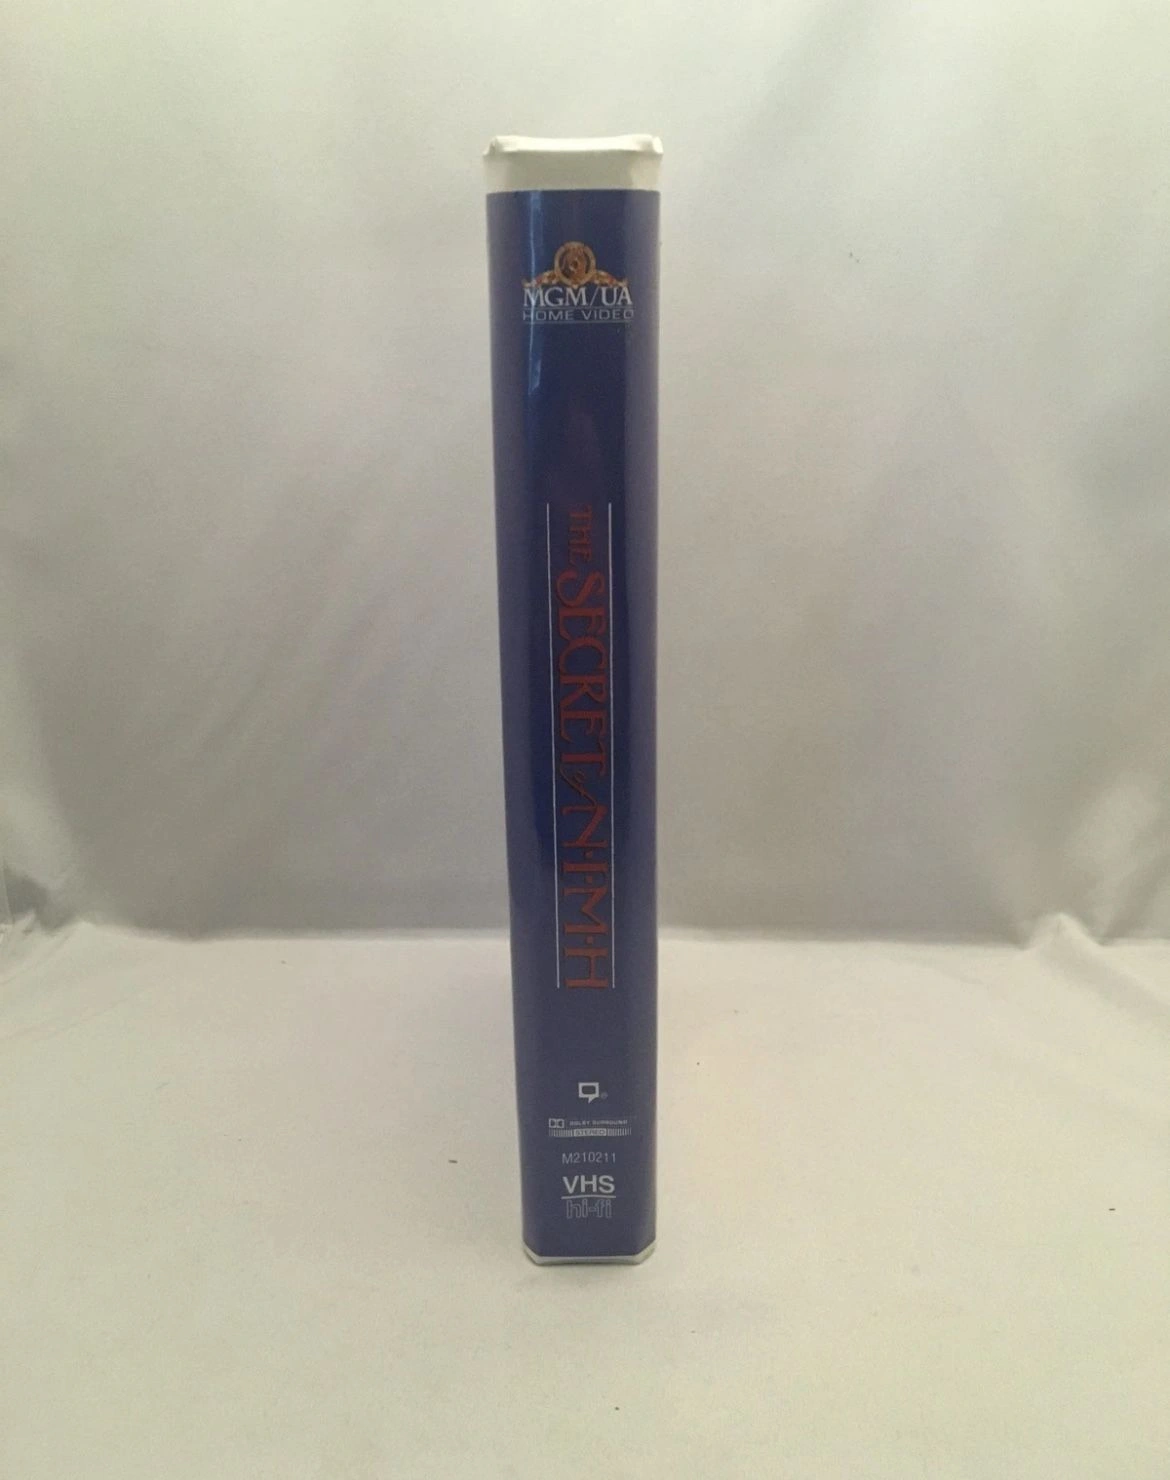 MGM/UA
HOME VIDEO
THE SECRET of N·I·M·H
DOLBY SURROUND
STEREO
M210211
VHS
hi-fi